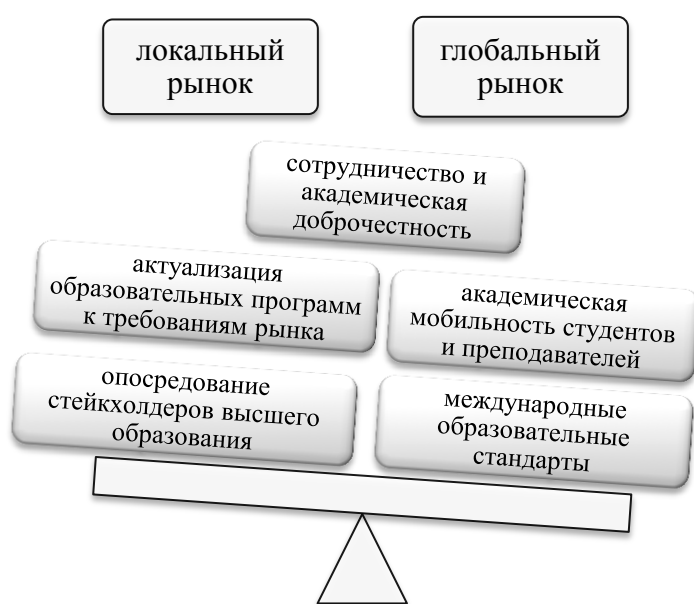 локальный
рынок
глобальный
рынок
сотрудничество и
академическая
доброчестность
актуализация
образовательных программ
к требованиям рынка
академическая
мобильность студентов
и преподавателей
опосредование
стейкхолдеров высшего
образования
международные
образовательные
стандарты